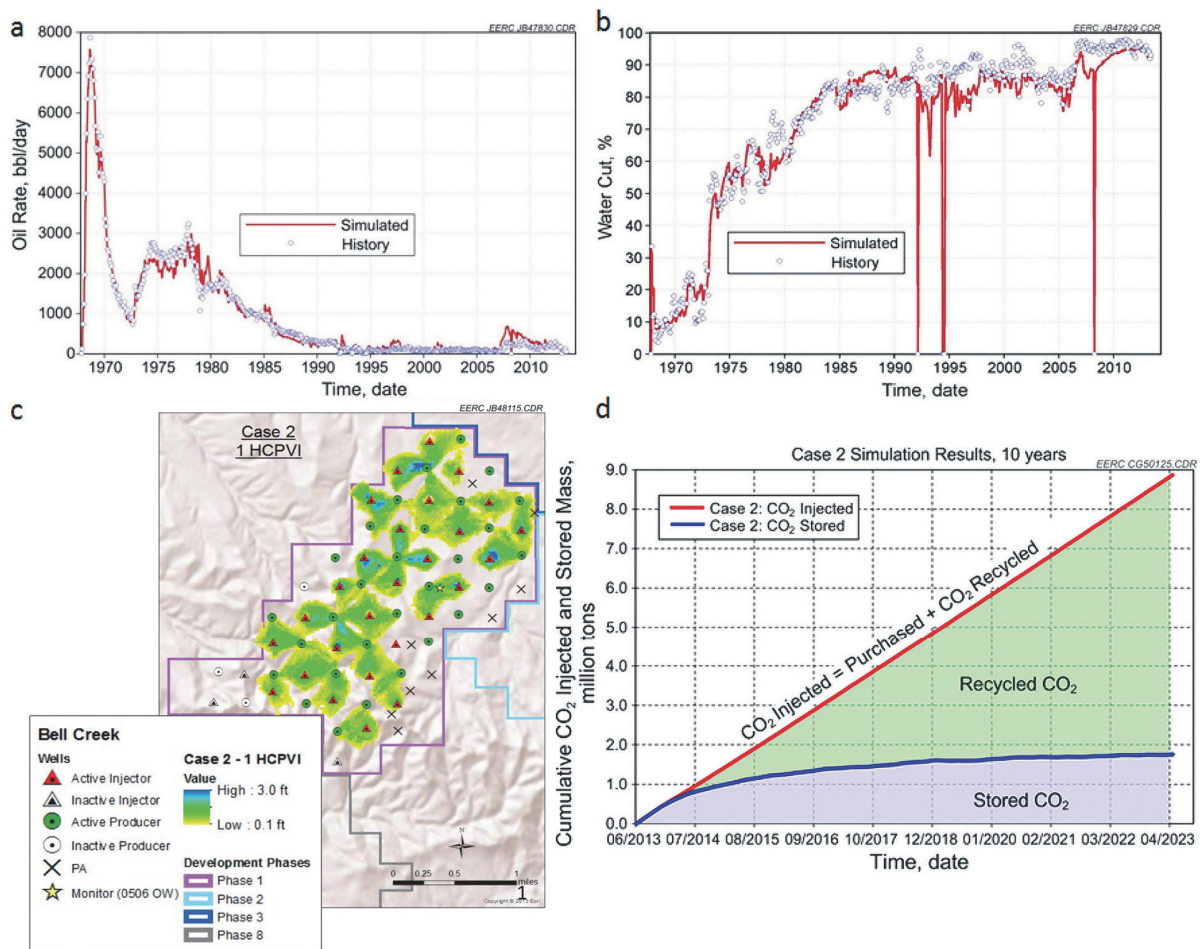 a
EERC JB47830.CDR
8000
7000
6000
5000
4000
3000
2000
1000
0
Oil Rate, bbl/day
Simulated
History
1970 1975 1980 1985 1990 1995 2000 2005 2010
Time, date
b
EERC JB47829.CDR
100
90
80
70
60
50
40
30
20
10
0
Water Cut, %
Simulated
History
1970 1975 1980 1985 1990 1995 2000 2005 2010
Time, date
c
EERC JB48115.CDR
Case 2
1 HCPVI
N
0 0.25 0.5 1
miles
1
Copyright © 2013 Esri
Bell Creek
Wells
Active Injector
Inactive Injector
Active Producer
Inactive Producer
PA
Monitor (0506 OW)
Case 2 - 1 HCPVI
Value
High : 3.0 ft
Low : 0.1 ft
Development Phases
Phase 1
Phase 2
Phase 3
Phase 8
d
Case 2 Simulation Results, 10 years
EERC CG50125.CDR
Cumulative CO₂ Injected and Stored Mass,
million tons
9.0
8.0
7.0
6.0
5.0
4.0
3.0
2.0
1.0
0.0
Case 2: CO₂ Injected
Case 2: CO₂ Stored
CO₂ Injected = Purchased + CO₂ Recycled
Recycled CO₂
Stored CO₂
06/2013 07/2014 08/2015 09/2016 10/2017 12/2018 01/2020 02/2021 03/2022 04/2023
Time, date